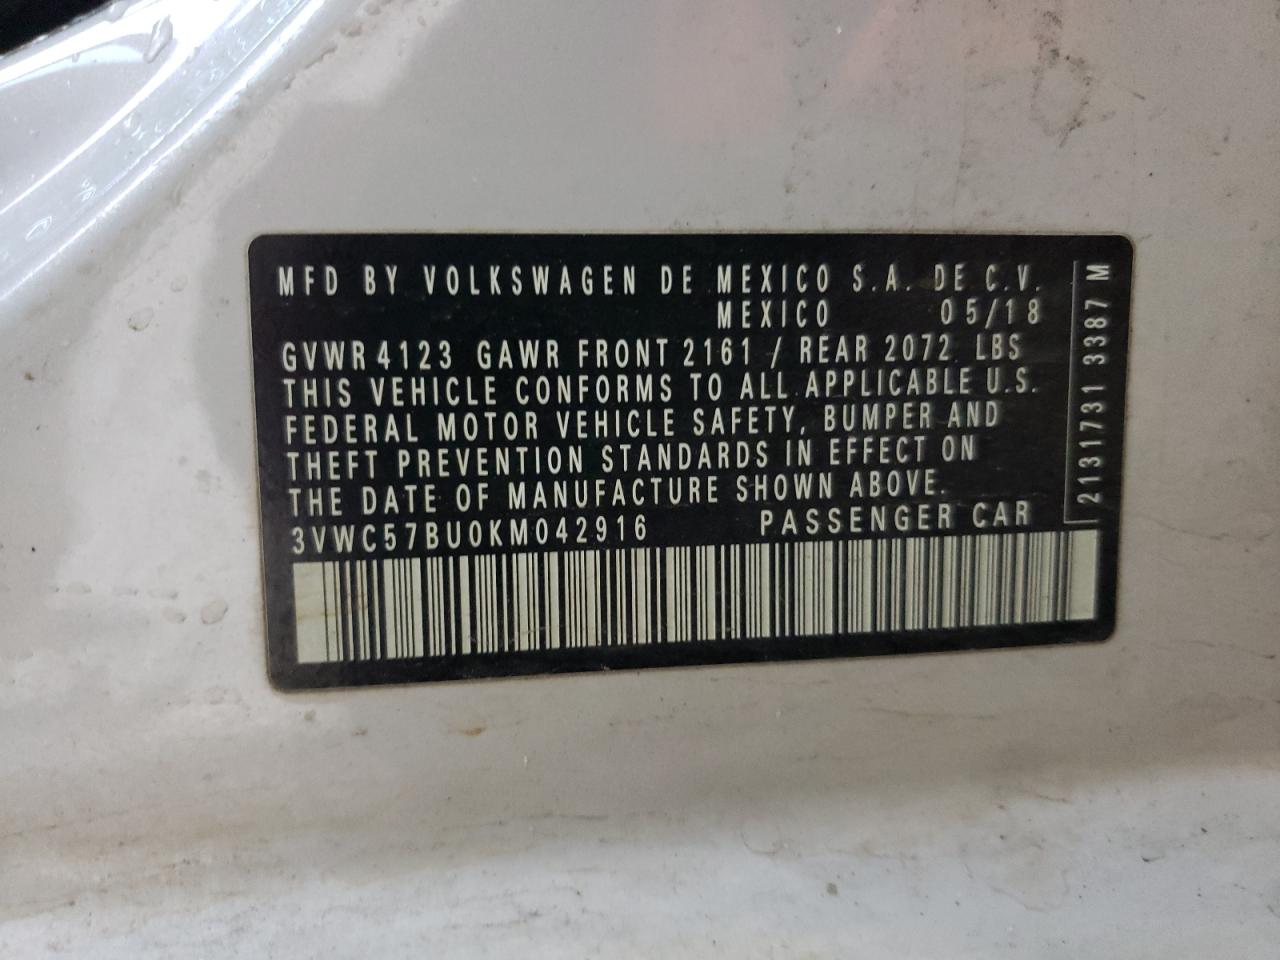 MFD BY VOLKSWAGEN DE MEXICO S.A. DE C.V.
MEXICO 05/18
GVWR 4123 GAWR FRONT 2161 / REAR 2072 LBS
THIS VEHICLE CONFORMS TO ALL APPLICABLE U.S.
FEDERAL MOTOR VEHICLE SAFETY, BUMPER AND
THEFT PREVENTION STANDARDS IN EFFECT ON
THE DATE OF MANUFACTURE SHOWN ABOVE.
3VWC57BU0KM042916 PASSENGER CAR
2131731 3387 M